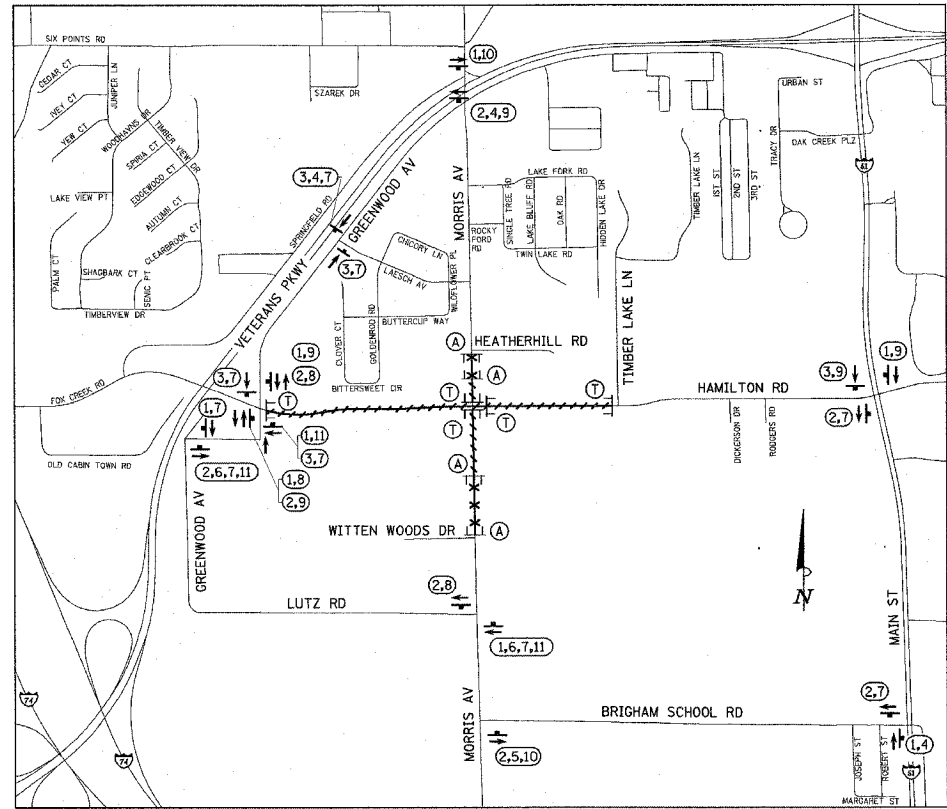 SIX POINTS RD
1,10
CEDAR CT
JUNIPER LN
SZAREK DR
URBAN ST
IVEY CT
2,4,9
YEW CT
WOODHAVNS DR
TIMBER VIEW DR
TRACY DR
OAK CREEK PLZ
SPIRIA CT
61
EDGEWOOD CT
3,4,7
GREENWOOD AV
MORRIS AV
LAKE FORK RD
TIMBER LAKE LN
1ST ST
2ND ST
3RD ST
LAKE VIEW PT
AUTUMN CT
SPRINGFIELD RD
SINGLE TREE RD
LAKE BLUFF RD
OAK RD
HIDDEN LAKE DR
CLEARBROOK CT
ROCKY FORD RD
CHICORY LN
TWIN LAKE RD
3,7
PALM CT
SHAGBARK CT
SENIC PT
LAESCH AV
WILDFLOWER PL
TIMBERVIEW DR
VETERANS PKWY
CLOVER CT
GOLDENROD RD
BUTTERCUP WAY
TIMBER LAKE LN
A
HEATHERHILL RD
1,9
2,8
A
BITTERSWEET CIR
3,7
HAMILTON RD
3,9
1,9
FOX CREEK RD
T
T
T
1,7
T
T
2,7
DICKERSON DR
RODGERS RD
1,11
3,7
OLD CABIN TOWN RD
2,6,7,11
A
1,8
2,9
GREENWOOD AV
WITTEN WOODS DR
A
N
2,8
LUTZ RD
MAIN ST
1,6,7,11
74
MORRIS AV
2,7
BRIGHAM SCHOOL RD
2,5,10
JOSEPH ST
ROBERT ST
1,4
74
61
MARGARET ST